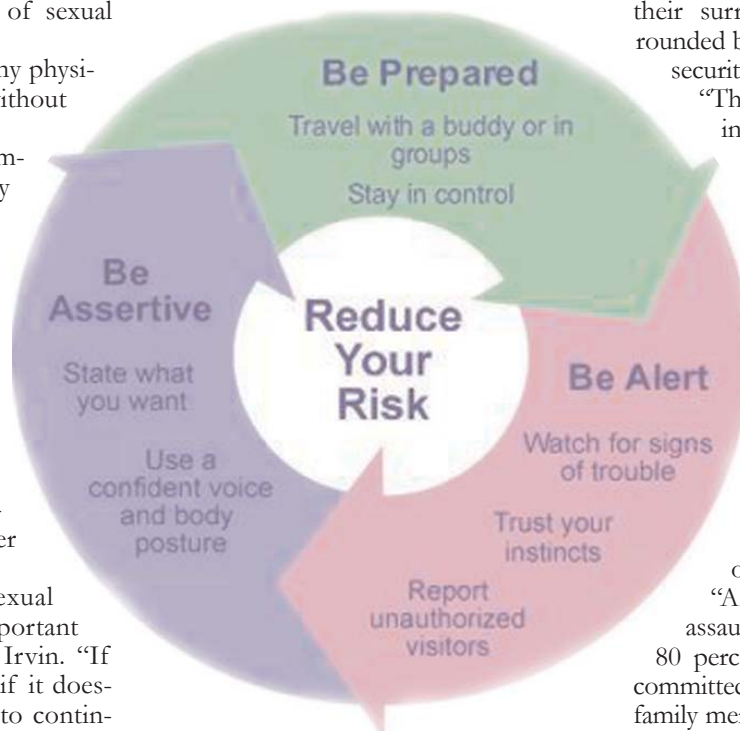 of sexual
ny physi-
ithout
m-
y
er
exual
portant
Irvin. “If
if it does-
to contin-
Be Prepared
Travel with a buddy or in
groups
Stay in control
Be Alert
Watch for signs
of trouble
Trust your
instincts
Report
unauthorized
visitors
Be
Assertive
State what
you want
Use a
confident voice
and body
posture
Reduce
Your
Risk
their surr
rounded b
securit
“Th
in
o
“A
assau
80 perc
committed
family me